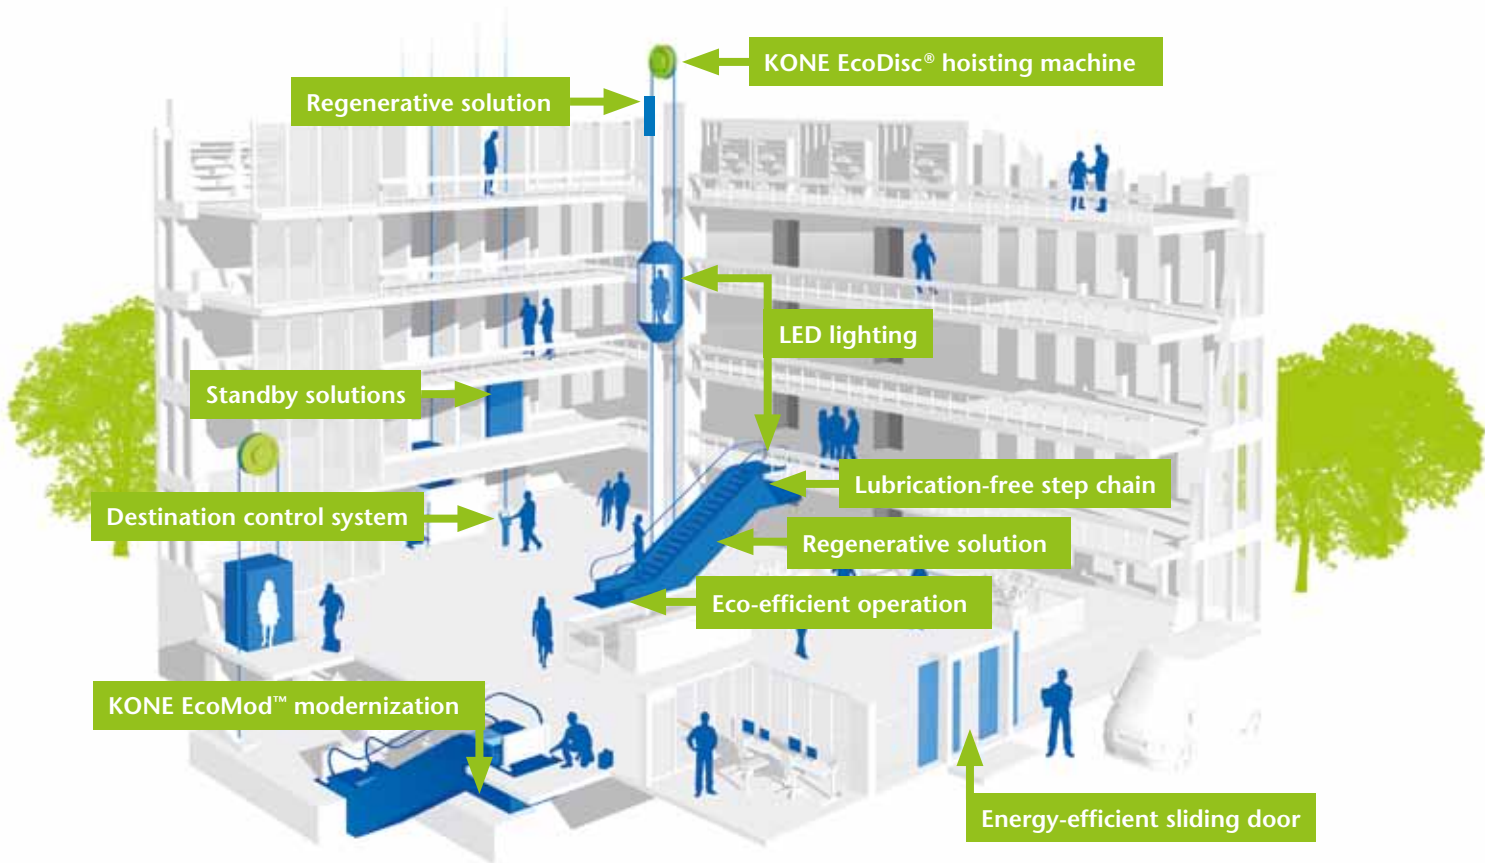 KONE EcoDisc® hoisting machine
Regenerative solution
LED lighting
Standby solutions
Lubrication-free step chain
Destination control system
Regenerative solution
Eco-efficient operation
KONE EcoMod™ modernization
Energy-efficient sliding door